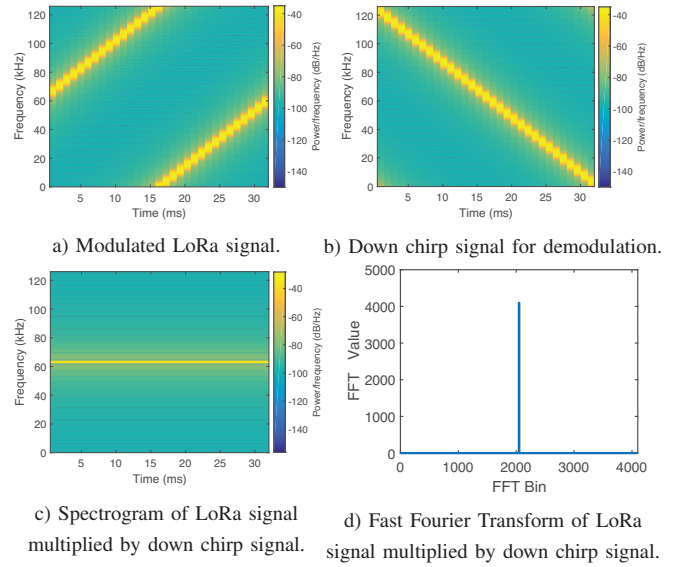 120
100
80
60
40
20
0
Frequency (kHz)
5 10 15 20 25 30
Time (ms)
-40
-60
-80
-100
-120
-140
Power/frequency (dB/Hz)
a) Modulated LoRa signal.
120
100
80
60
40
20
0
Frequency (kHz)
5 10 15 20 25 30
Time (ms)
-40
-60
-80
-100
-120
-140
Power/frequency (dB/Hz)
b) Down chirp signal for demodulation.
120
100
80
60
40
20
0
Frequency (kHz)
5 10 15 20 25 30
Time (ms)
-40
-60
-80
-100
-120
-140
Power/frequency (dB/Hz)
c) Spectrogram of LoRa signal
multiplied by down chirp signal.
5000
4000
3000
2000
1000
0
FFT Value
0 1000 2000 3000 4000
FFT Bin
d) Fast Fourier Transform of LoRa
signal multiplied by down chirp signal.